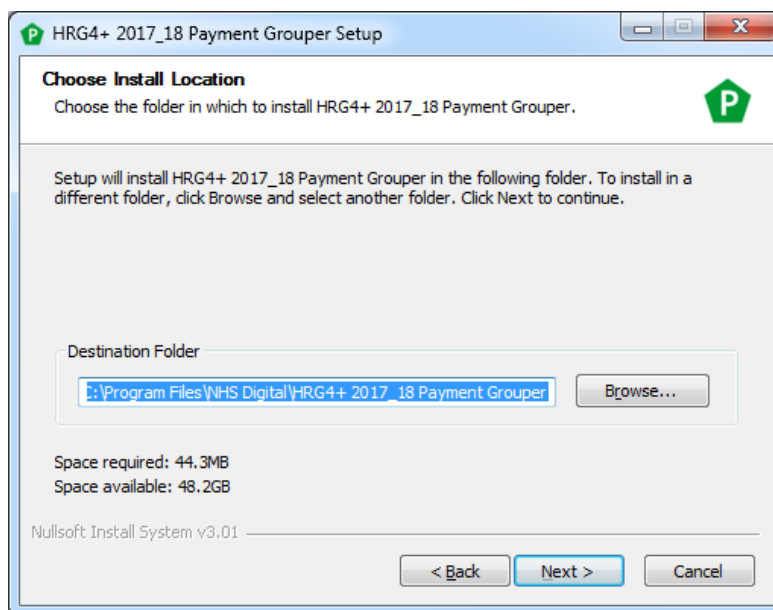 HRG4+ 2017_18 Payment Grouper Setup
Choose Install Location
Choose the folder in which to install HRG4+ 2017_18 Payment Grouper.
P
Setup will install HRG4+ 2017_18 Payment Grouper in the following folder. To install in a
different folder, click Browse and select another folder. Click Next to continue.
Destination Folder
C:\Program Files\NHS Digital\HRG4+ 2017_18 Payment Grouper
Browse...
Space required: 44.3MB
Space available: 48.2GB
Nullsoft Install System v3.01
< Back
Next >
Cancel